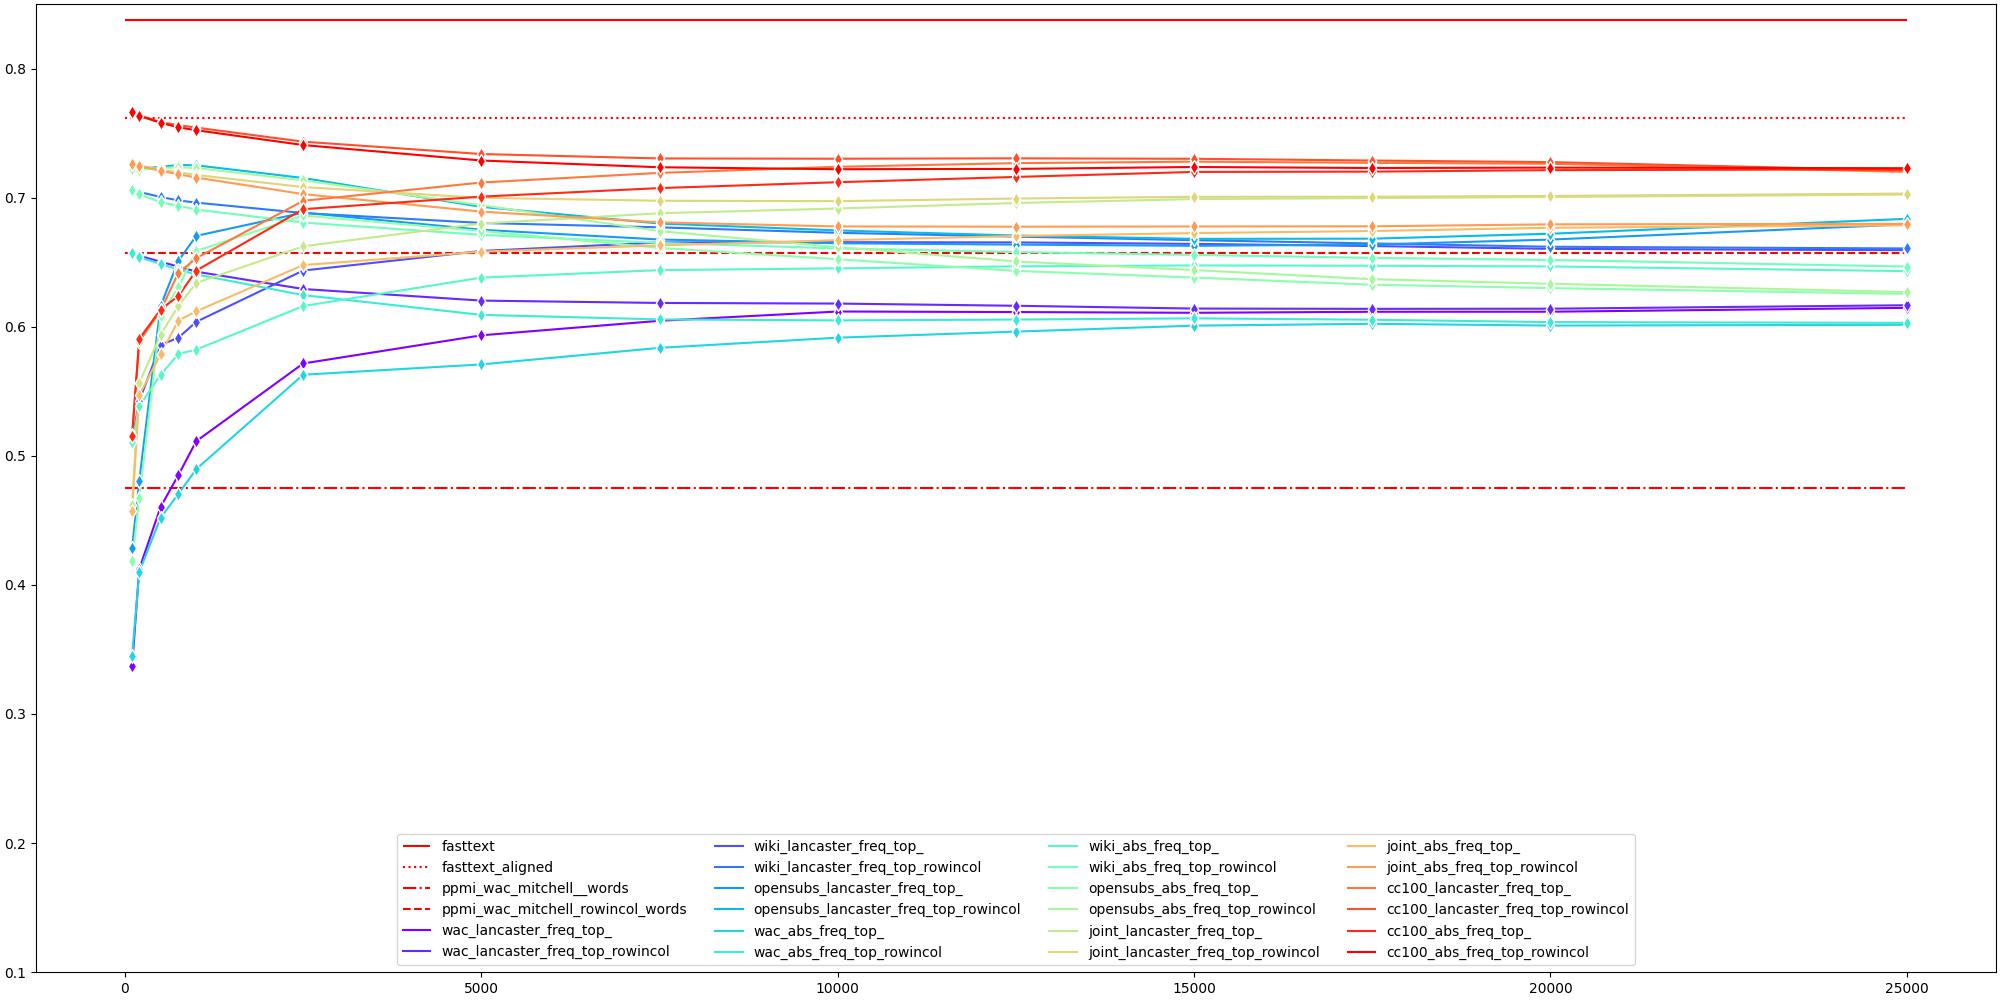 0.8
0.7
0.6
0.5
0.4
0.3
0.2
0.1
0
5000
10000
15000
20000
25000
fasttext
fasttext_aligned
ppmi_wac_mitchell__words
ppmi_wac_mitchell_rowincol_words
wac_lancaster_freq_top_
wac_lancaster_freq_top_rowincol
wiki_lancaster_freq_top_
wiki_lancaster_freq_top_rowincol
opensubs_lancaster_freq_top_
opensubs_lancaster_freq_top_rowincol
wac_abs_freq_top_
wac_abs_freq_top_rowincol
wiki_abs_freq_top_
wiki_abs_freq_top_rowincol
opensubs_abs_freq_top_
opensubs_abs_freq_top_rowincol
joint_lancaster_freq_top_
joint_lancaster_freq_top_rowincol
joint_abs_freq_top_
joint_abs_freq_top_rowincol
cc100_lancaster_freq_top_
cc100_lancaster_freq_top_rowincol
cc100_abs_freq_top_
cc100_abs_freq_top_rowincol